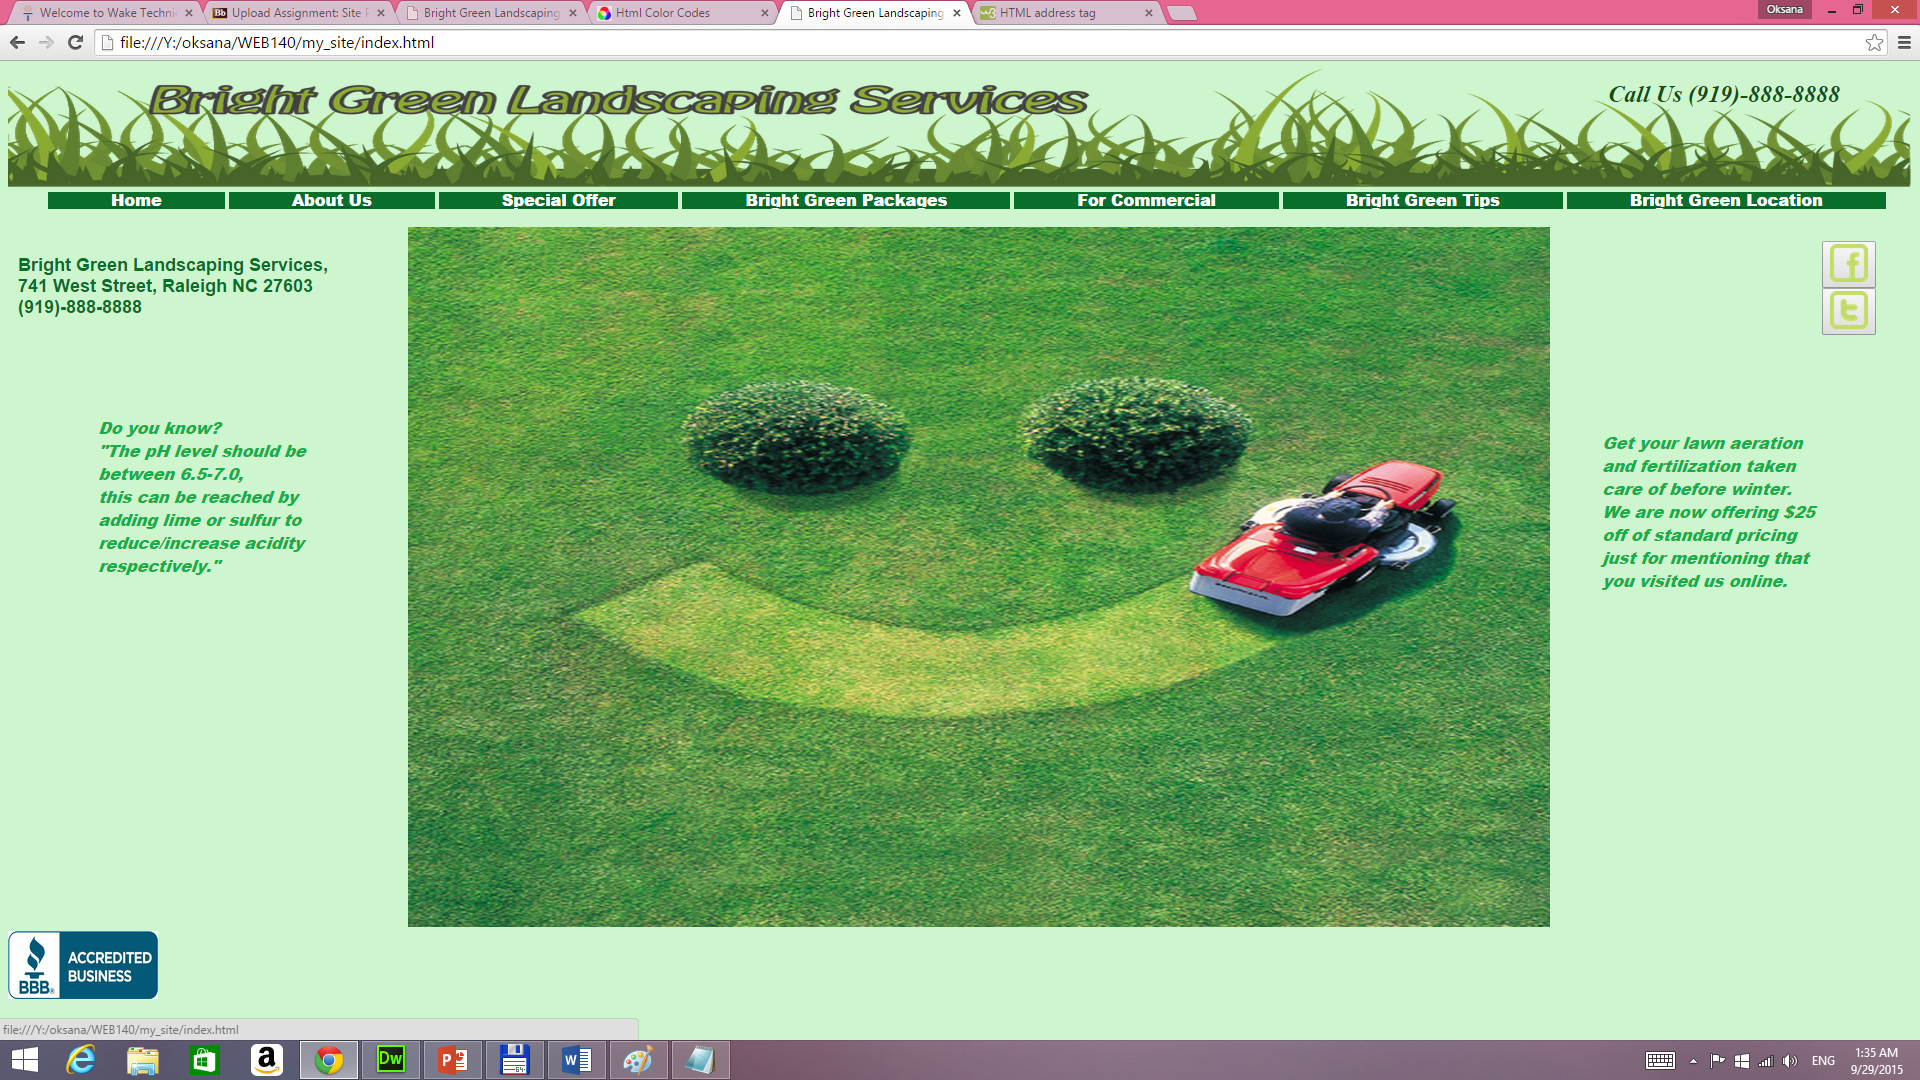 Welcome to Wake Techni
Upload Assignment: Site
Bright Green Landscaping
Html Color Codes
Bright Green Landscaping
HTML address tag
Oksana
file:///Y:/oksana/WEB140/my_site/index.html
Bright Green Landscaping Services
Call Us (919)-888-8888
Home
About Us
Special Offer
Bright Green Packages
For Commercial
Bright Green Tips
Bright Green Location
Bright Green Landscaping Services,
741 West Street, Raleigh NC 27603
(919)-888-8888
f
t
Do you know?
"The pH level should be
between 6.5-7.0,
this can be reached by
adding lime or sulfur to
reduce/increase acidity
respectively."
Get your lawn aeration
and fertilization taken
care of before winter.
We are now offering $25
off of standard pricing
just for mentioning that
you visited us online.
BBB.
ACCREDITED
BUSINESS
file:///Y:/oksana/WEB140/my_site/index.html
Dw
ENG
1:35 AM
9/29/2015